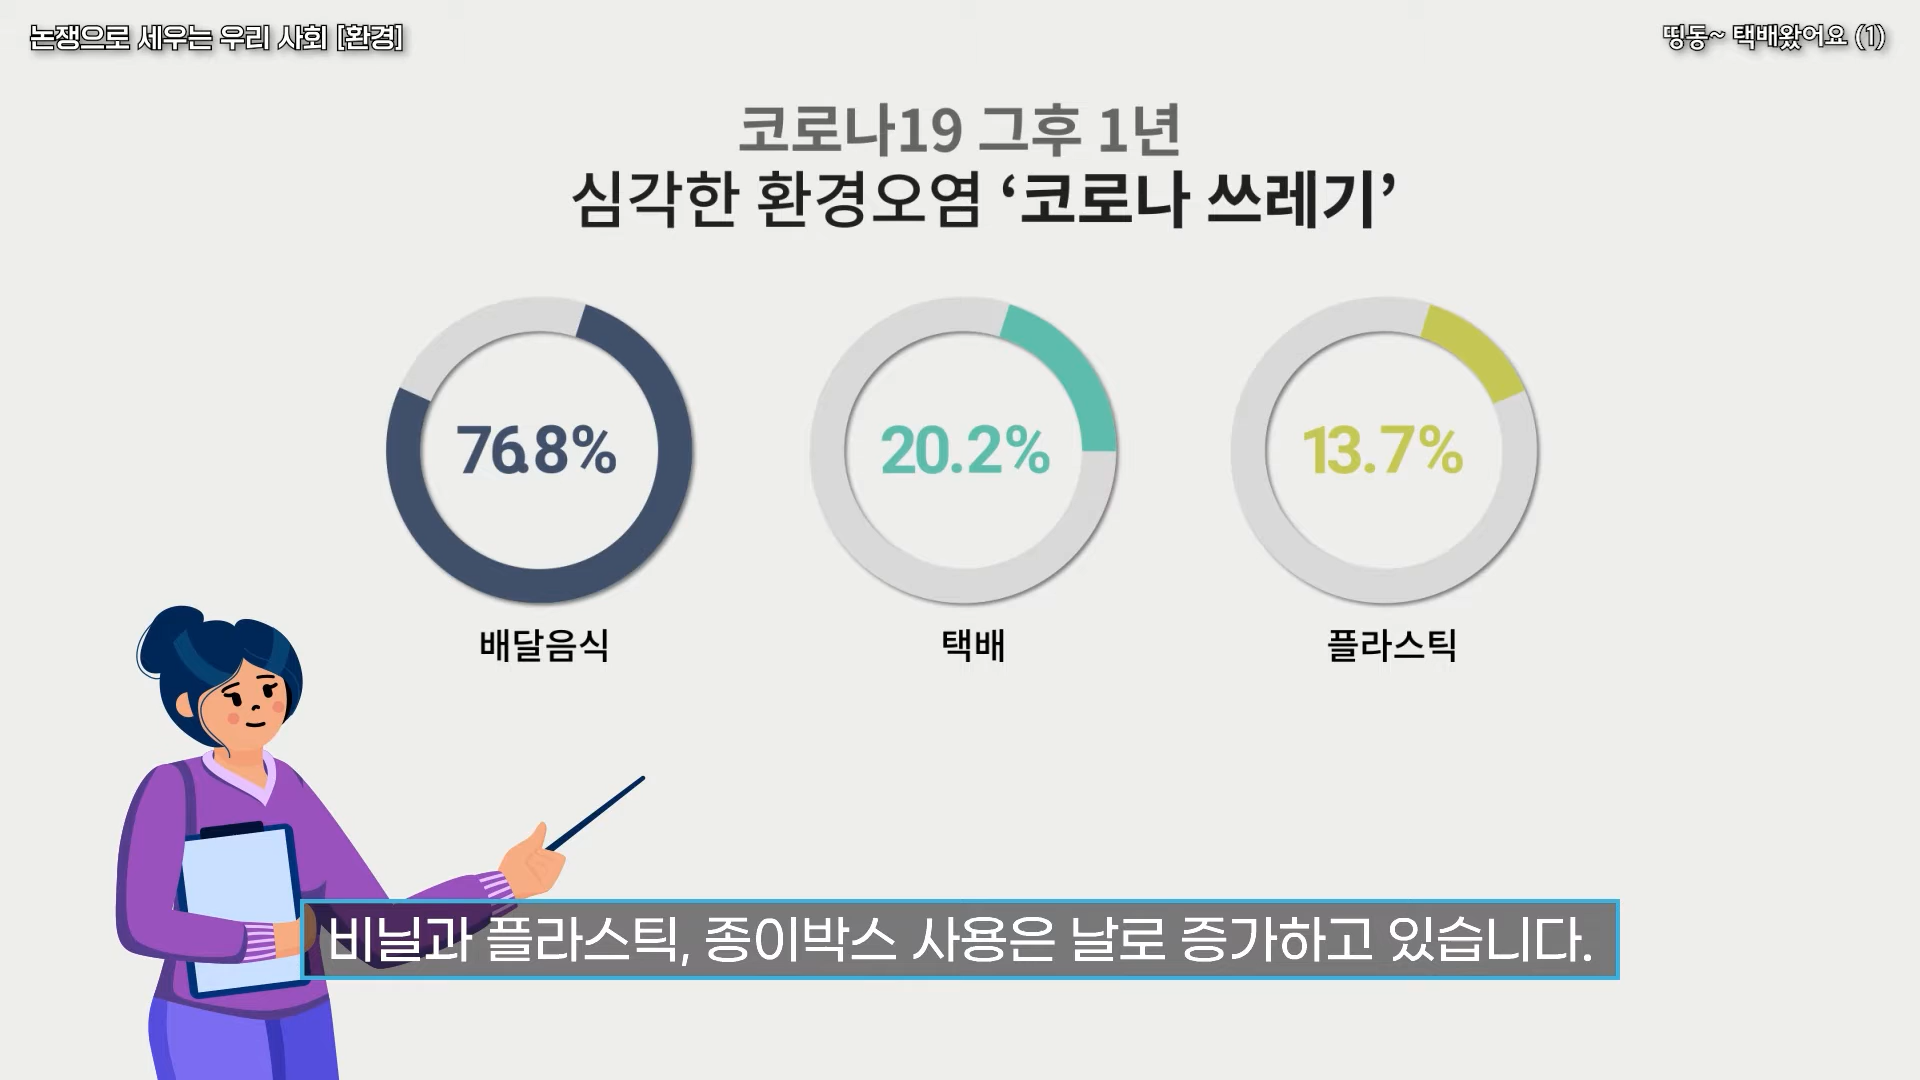 논쟁으로 세우는 우리 사회 [환경]
띵동~ 택배왔어요 (1)
코로나19 그후 1년
심각한 환경오염 ‘코로나 쓰레기’
76.8%
20.2%
13.7%
배달음식
택배
플라스틱
비닐과 플라스틱, 종이박스 사용은 날로 증가하고 있습니다.